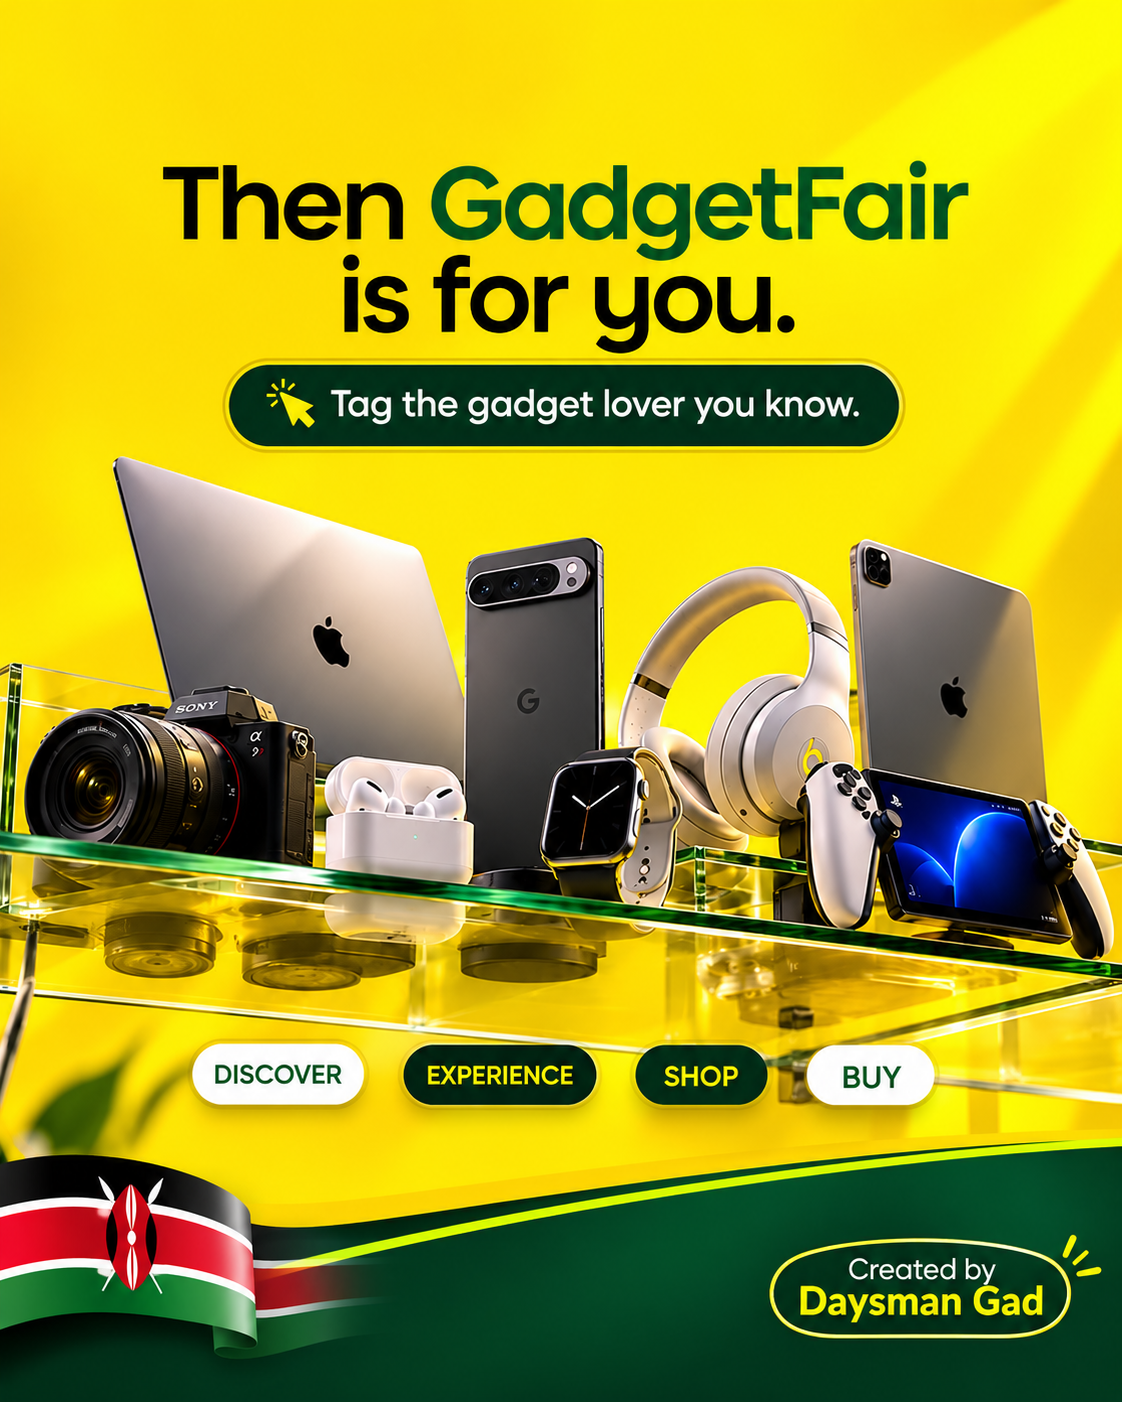 Then GadgetFair
is for you.
Tag the gadget lover you know.
SONY
α
G
DISCOVER
EXPERIENCE
SHOP
BUY
Created by
Daysman Gad